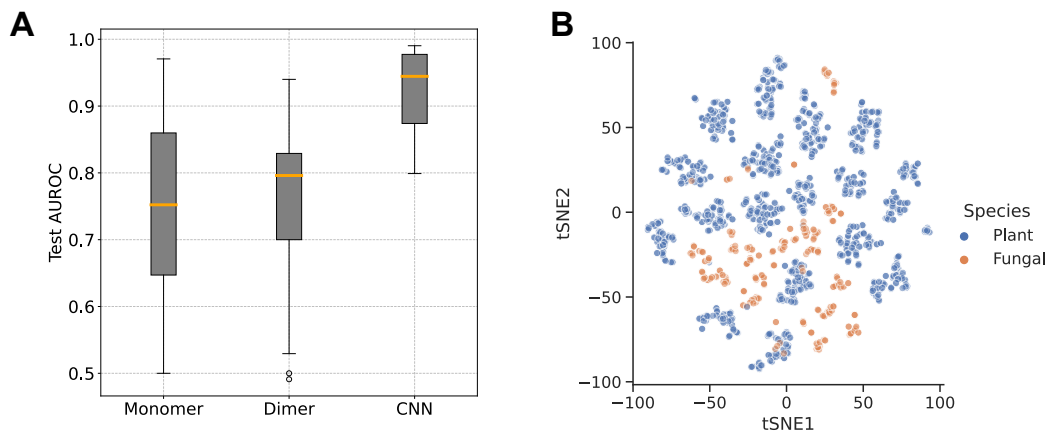 A
1.0
0.9
0.8
0.7
0.6
0.5
Test AUROC
Monomer
Dimer
CNN
B
100
50
0
−50
−100
tSNE2
−100
−50
0
50
100
tSNE1
Species
Plant
Fungal